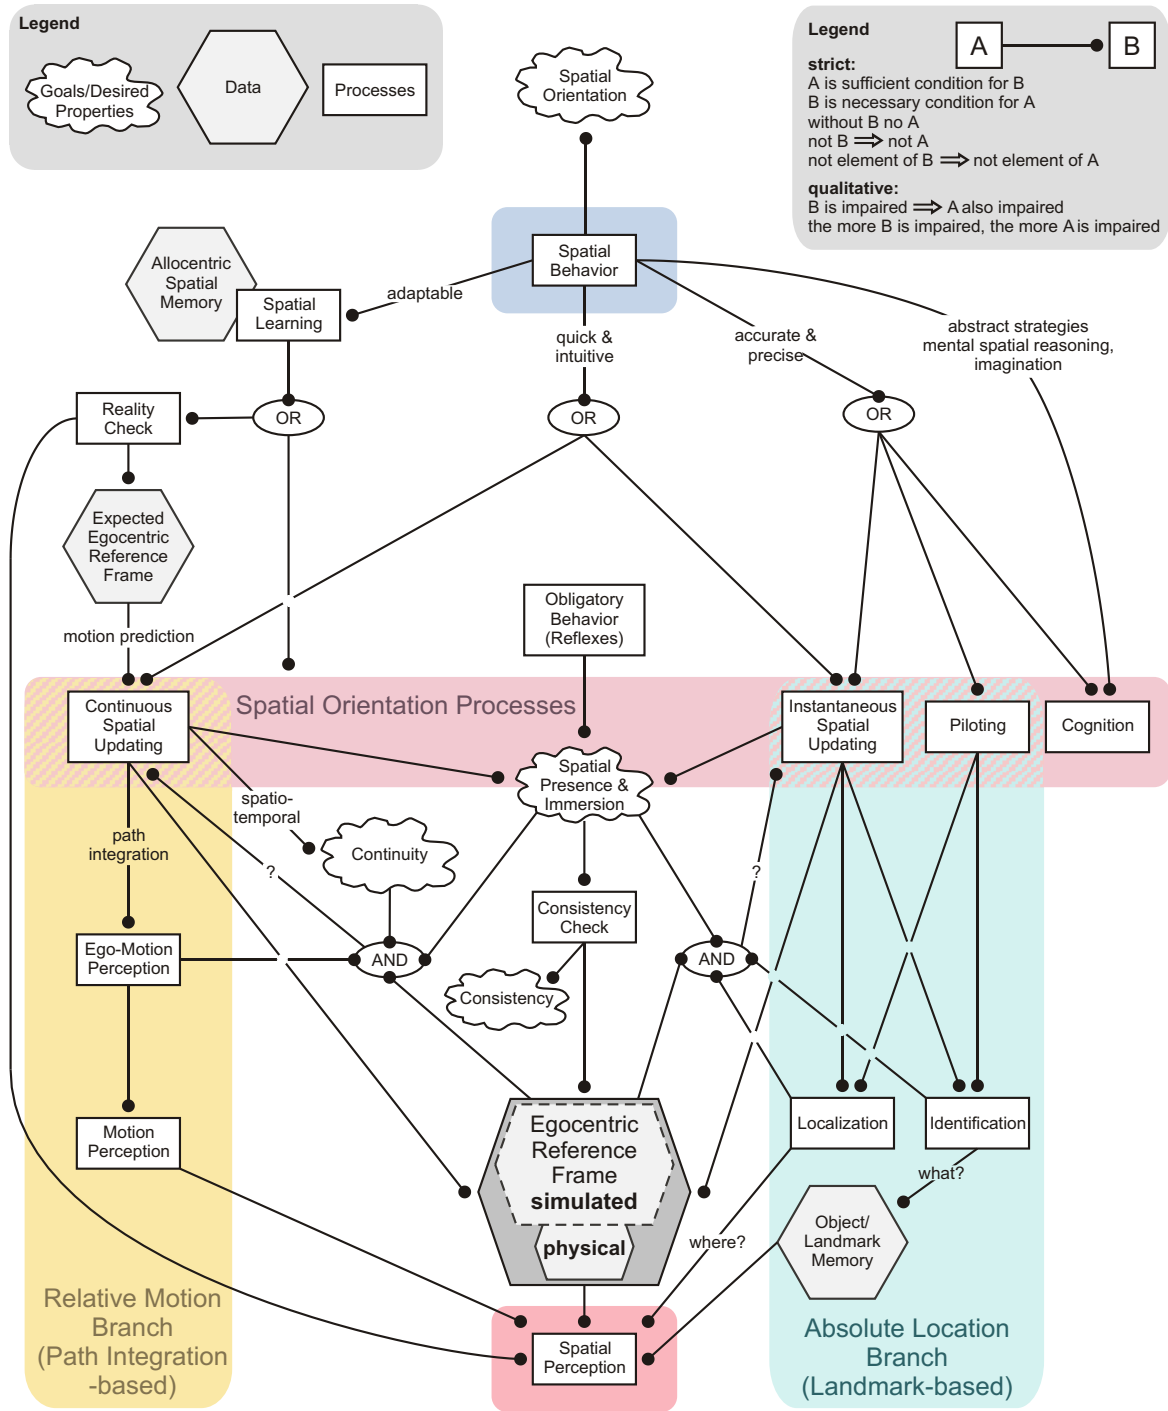 Legend
Goals/Desired
Properties
Data
Processes
Spatial
Orientation
Legend
A
B
strict:
A is sufficient condition for B
B is necessary condition for A
without B no A
not B ⇒ not A
not element of B ⇒ not element of A
qualitative:
B is impaired ⇒ A also impaired
the more B is impaired, the more A is impaired
Allocentric
Spatial
Memory
Spatial
Learning
adaptable
Spatial
Behavior
quick &
intuitive
accurate &
precise
abstract strategies
mental spatial reasoning,
imagination
Reality
Check
OR
OR
OR
Expected
Egocentric
Reference
Frame
motion prediction
Obligatory
Behavior
(Reflexes)
Spatial Orientation Processes
Continuous
Spatial
Updating
Instantaneous
Spatial
Updating
Piloting
Cognition
Spatial
Presence &
Immersion
spatio-
temporal
path
integration
Continuity
?
?
Consistency
Check
Ego-Motion
Perception
AND
AND
Consistency
Motion
Perception
Egocentric
Reference
Frame
simulated
physical
Localization
Identification
what?
where?
Object/
Landmark
Memory
Relative Motion
Branch
(Path Integration
-based)
Spatial
Perception
Absolute Location
Branch
(Landmark-based)